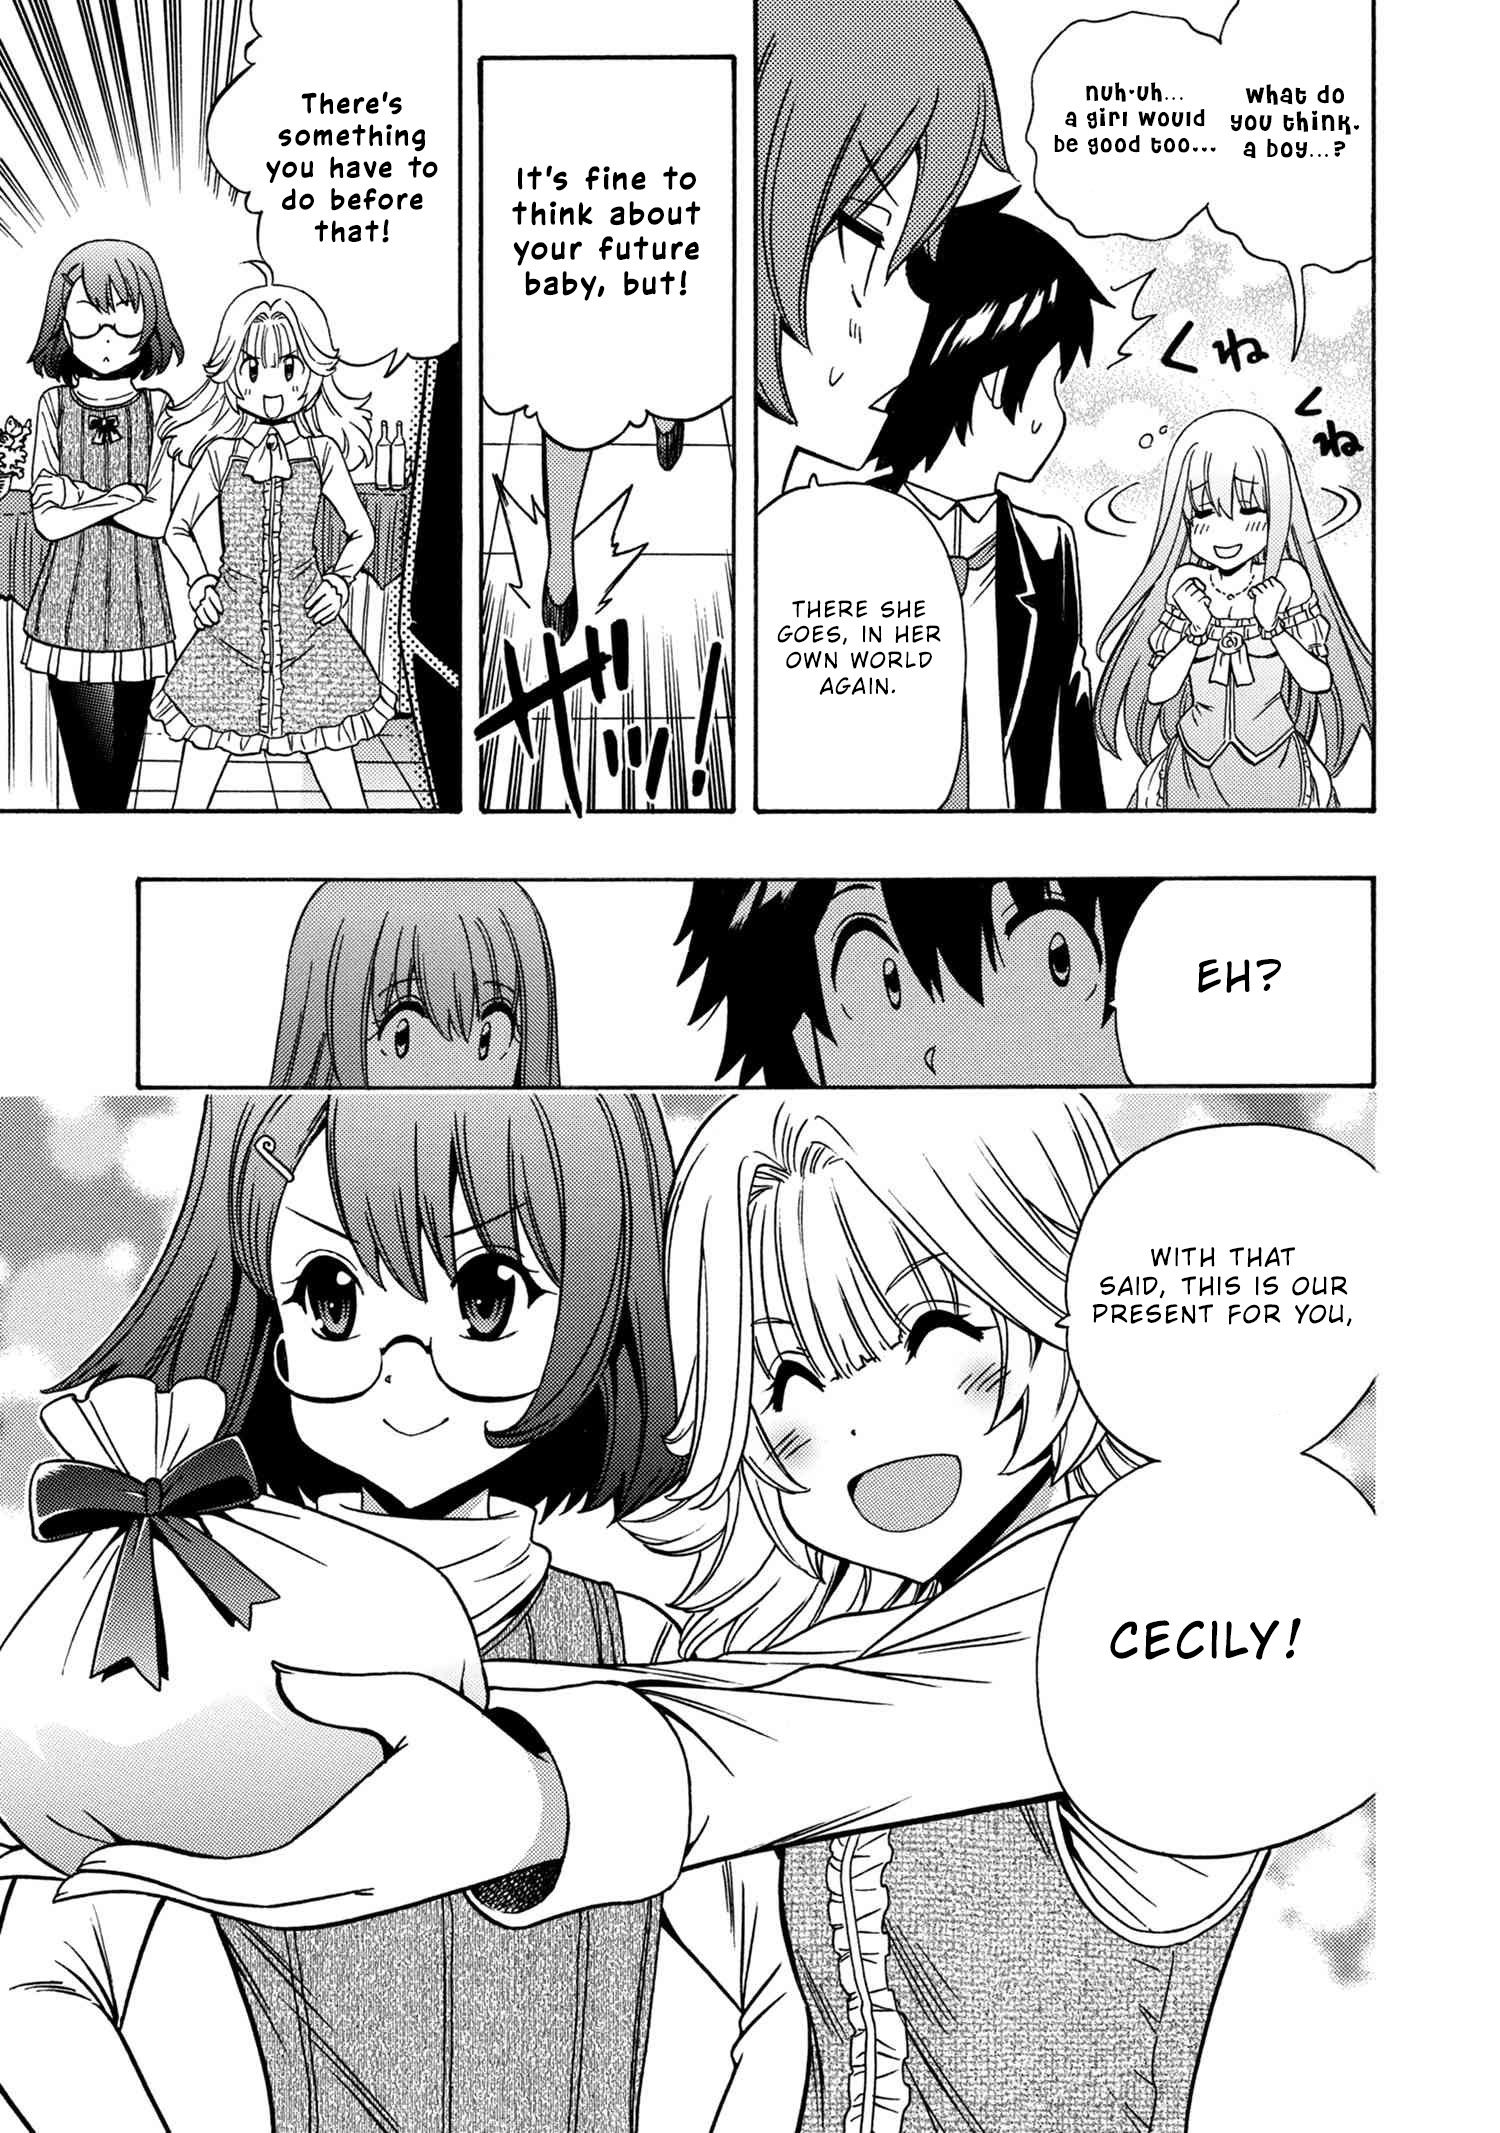 What do
you think.
a boy...?
nuh-uh...
a girl would
be good too...
くね
くね
THERE SHE
GOES, IN HER
OWN WORLD
AGAIN.
It's fine to
think about
your future
baby, but!
ザッ!
There's
something
you have to
do before
that!
EH?
WITH THAT
SAID, THIS IS OUR
PRESENT FOR YOU,
CECILY!